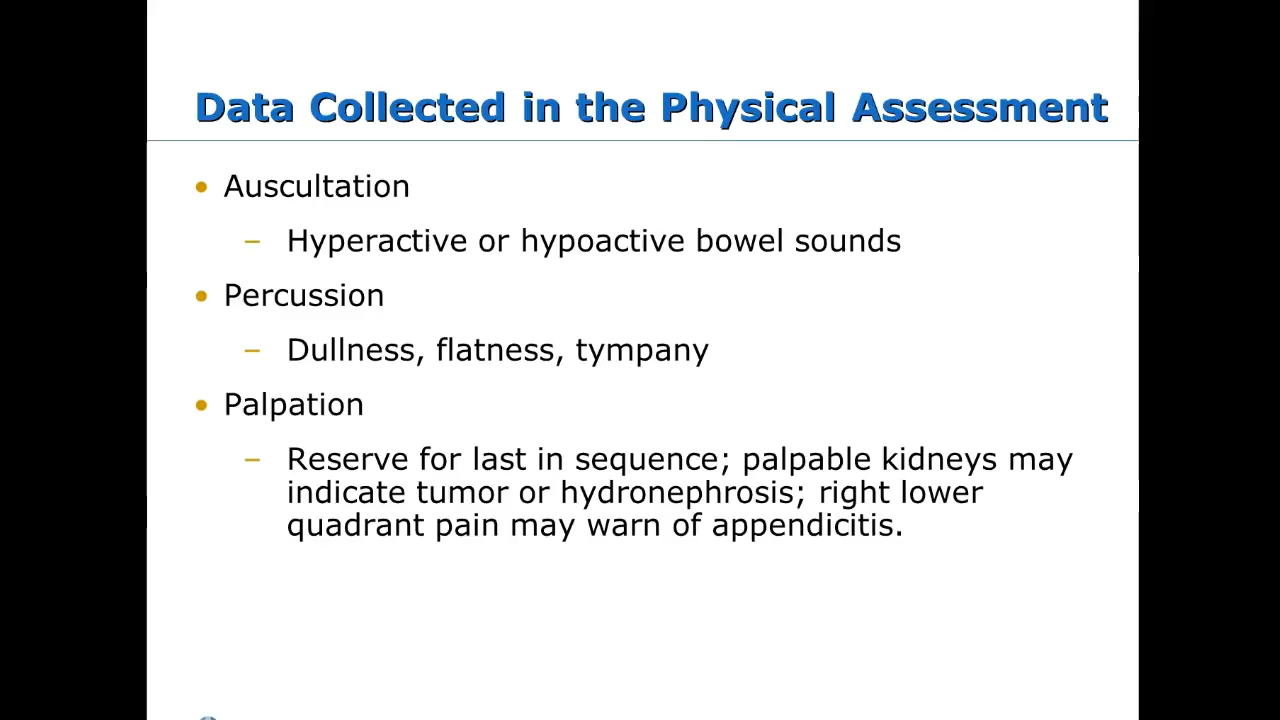 Data Collected in the Physical Assessment
• Auscultation
– Hyperactive or hypoactive bowel sounds
• Percussion
– Dullness, flatness, tympany
• Palpation
– Reserve for last in sequence; palpable kidneys may
indicate tumor or hydronephrosis; right lower
quadrant pain may warn of appendicitis.